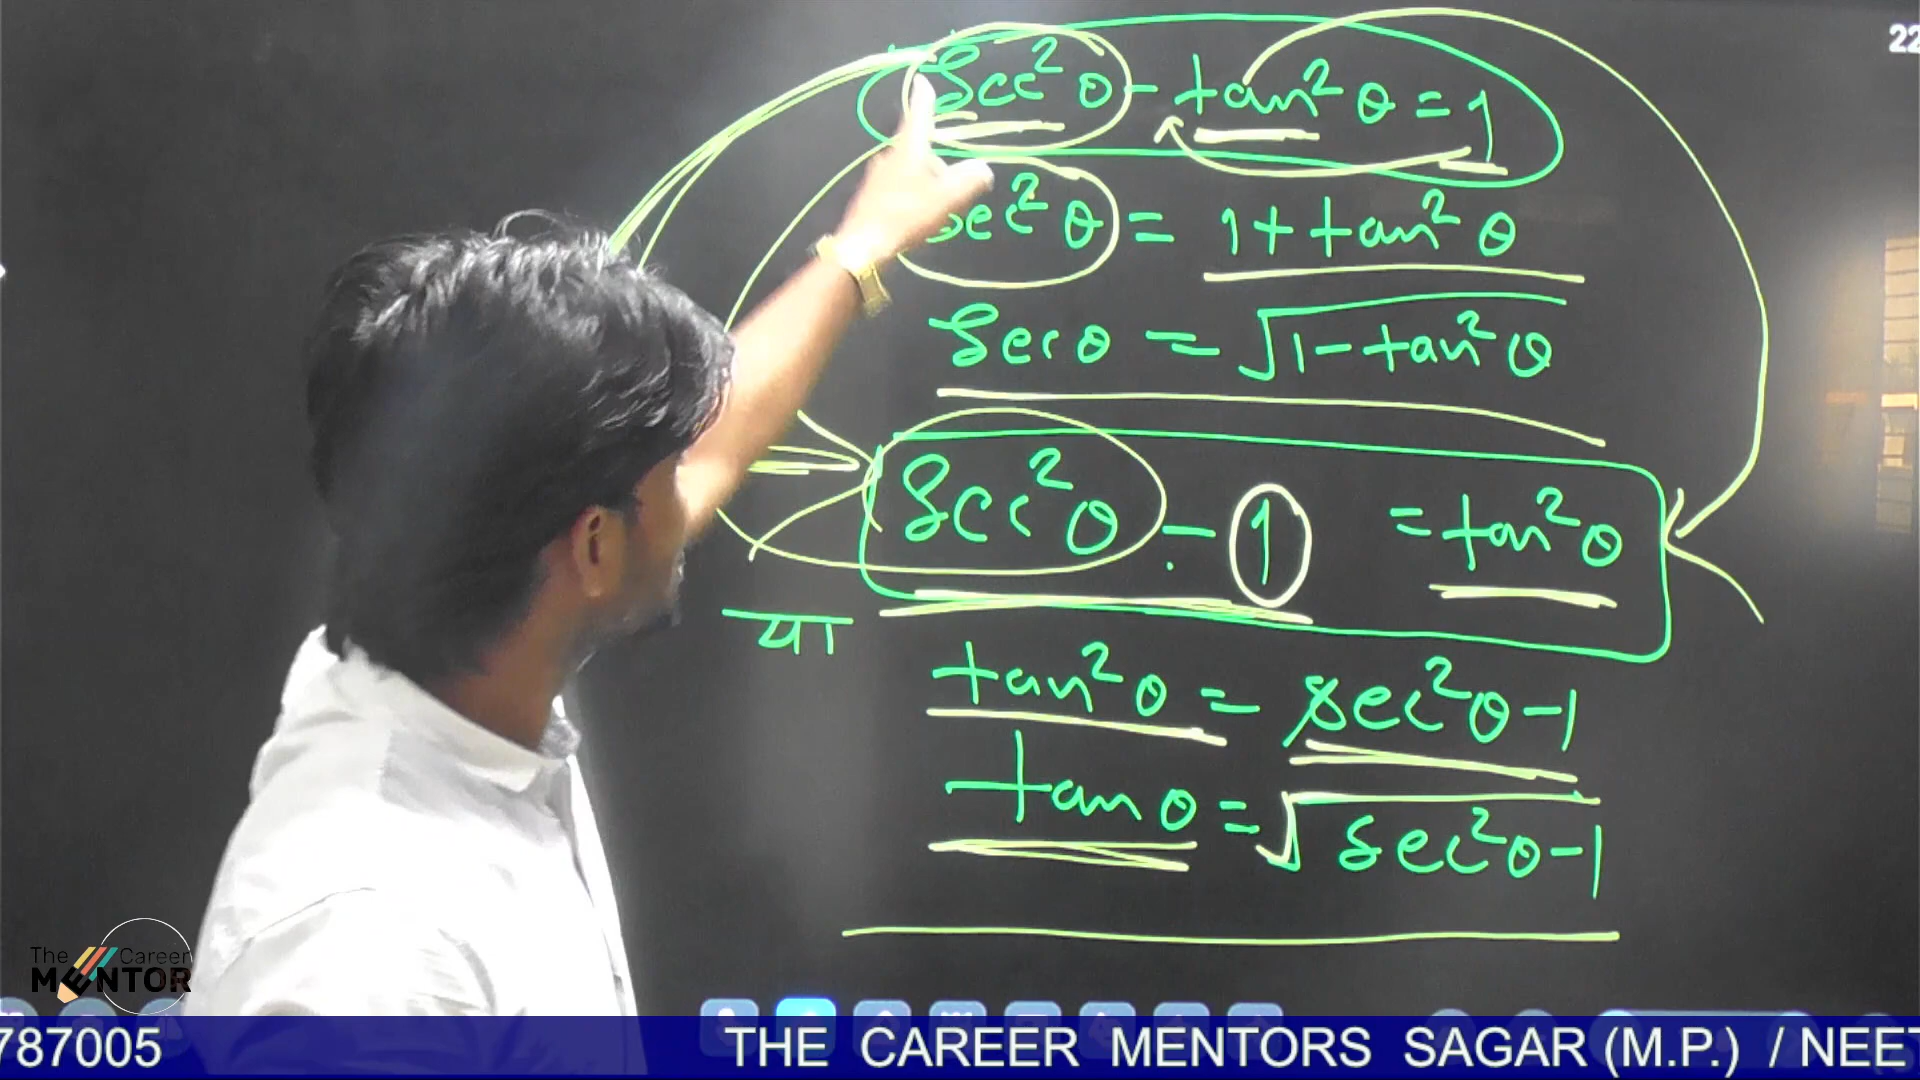 22
sec²θ - tan²θ = 1
sec²θ = 1 + tan²θ
secθ = √1 - tan²θ
sec²θ - 1 = tan²θ
या
tan²θ = sec²θ - 1
tanθ = √sec²θ - 1
The Career
MENTOR
787005 THE CAREER MENTORS SAGAR (M.P.) / NEET